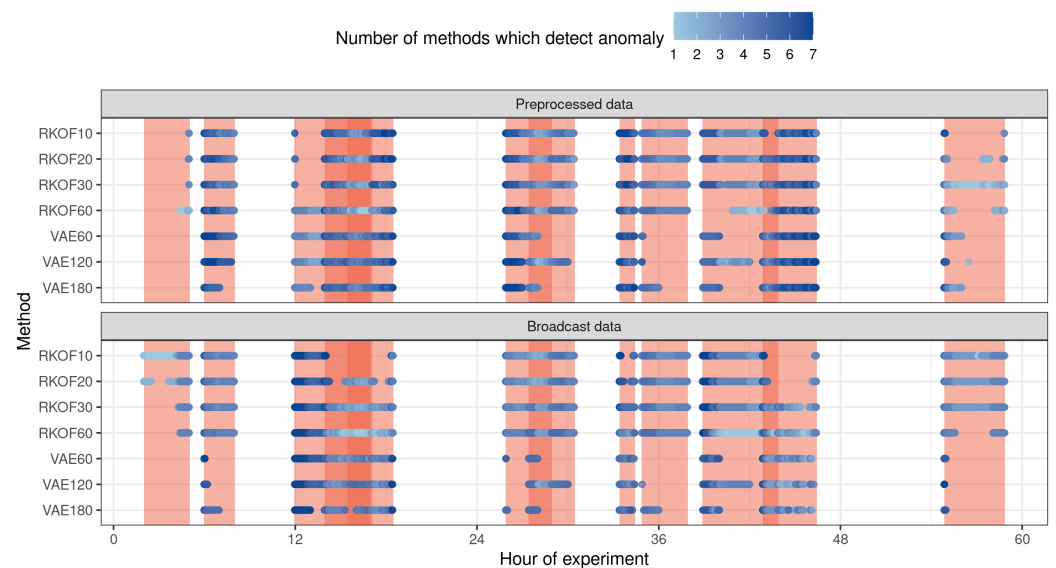 Number of methods which detect anomaly
1 2 3 4 5 6 7
Preprocessed data
RKOF10
RKOF20
RKOF30
RKOF60
VAE60
VAE120
VAE180
Method
Broadcast data
RKOF10
RKOF20
RKOF30
RKOF60
VAE60
VAE120
VAE180
0 12 24 36 48 60
Hour of experiment